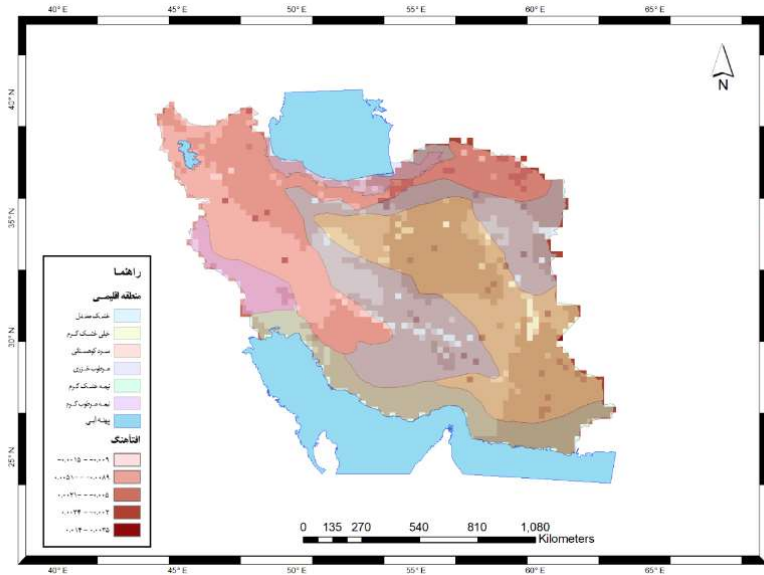 40° E 45° E 50° E 55° E 60° E 65° E
N
40° N
35° N
30° N
25° N
راهنما
منطقه اقلیمی
خشک معتدل
خیلی خشک گرم
سرد کوهستانی
مرطوب خزری
نیمه خشک گرم
نیمه مرطوب گرم
پهنه آبی
افتاهنگ
0 135 270 540 810 1,080
Kilometers
40° E 45° E 50° E 55° E 60° E 65° E